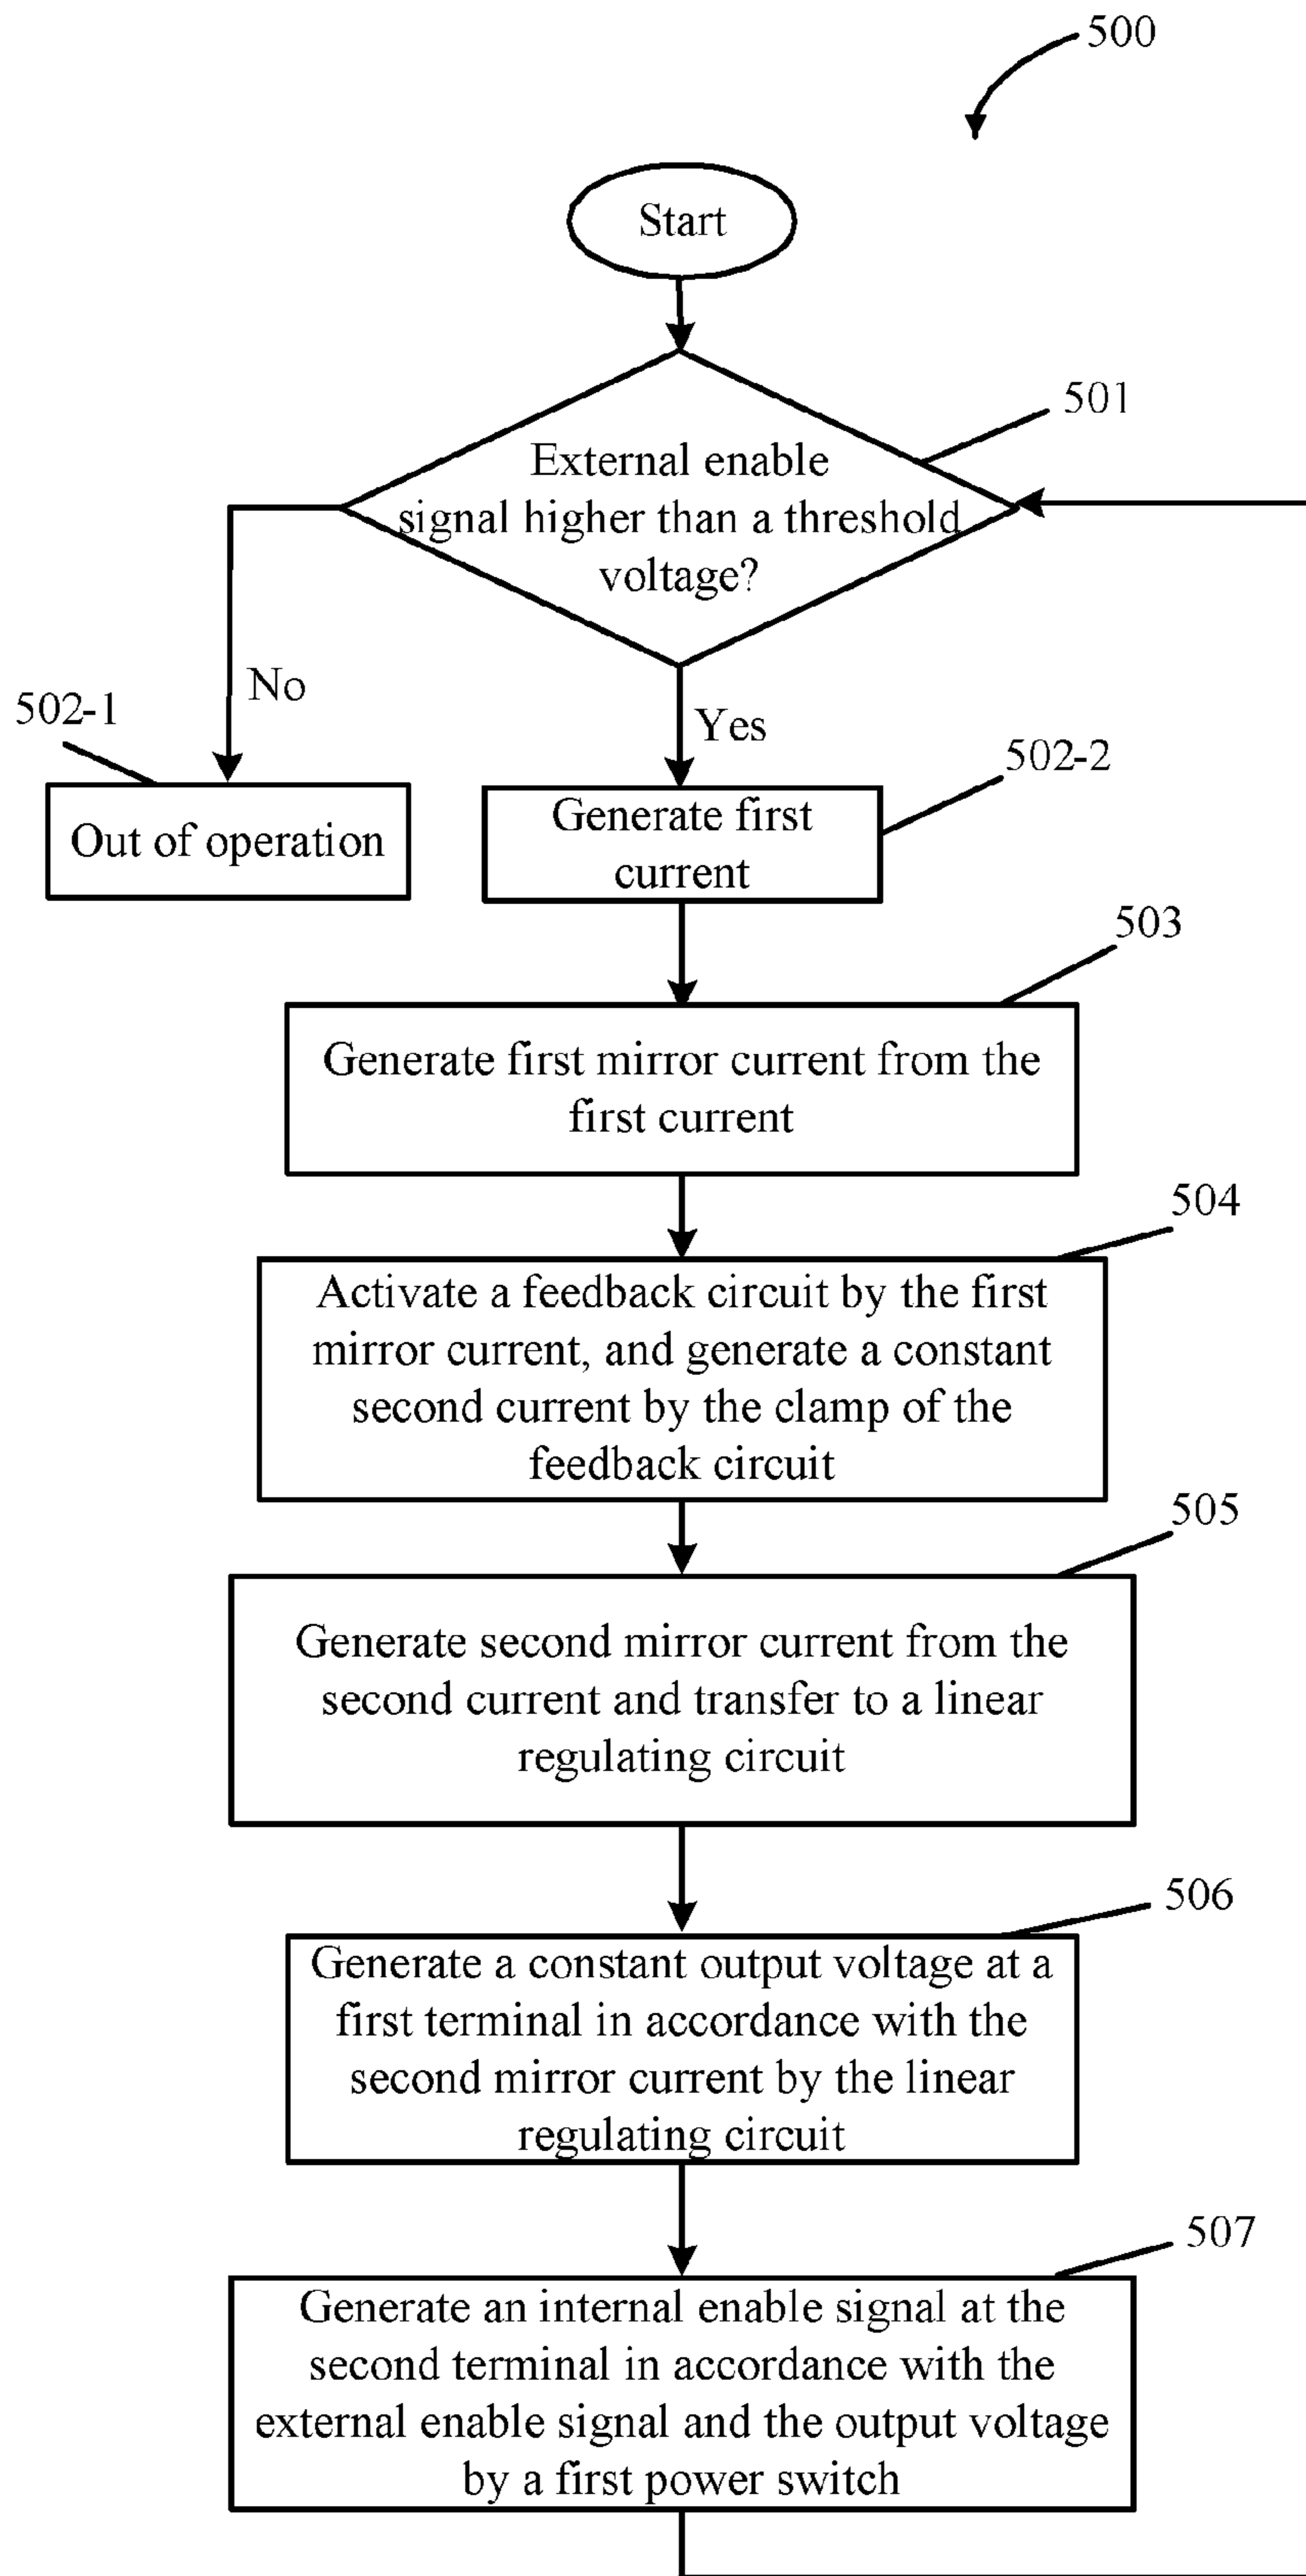 500
Start
501
External enable
signal higher than a threshold
voltage?
No
Yes
502-1
Out of operation
502-2
Generate first
current
503
Generate first mirror current from the
first current
504
Activate a feedback circuit by the first
mirror current, and generate a constant
second current by the clamp of the
feedback circuit
505
Generate second mirror current from the
second current and transfer to a linear
regulating circuit
506
Generate a constant output voltage at a
first terminal in accordance with the
second mirror current by the linear
regulating circuit
507
Generate an internal enable signal at the
second terminal in accordance with the
external enable signal and the output voltage
by a first power switch